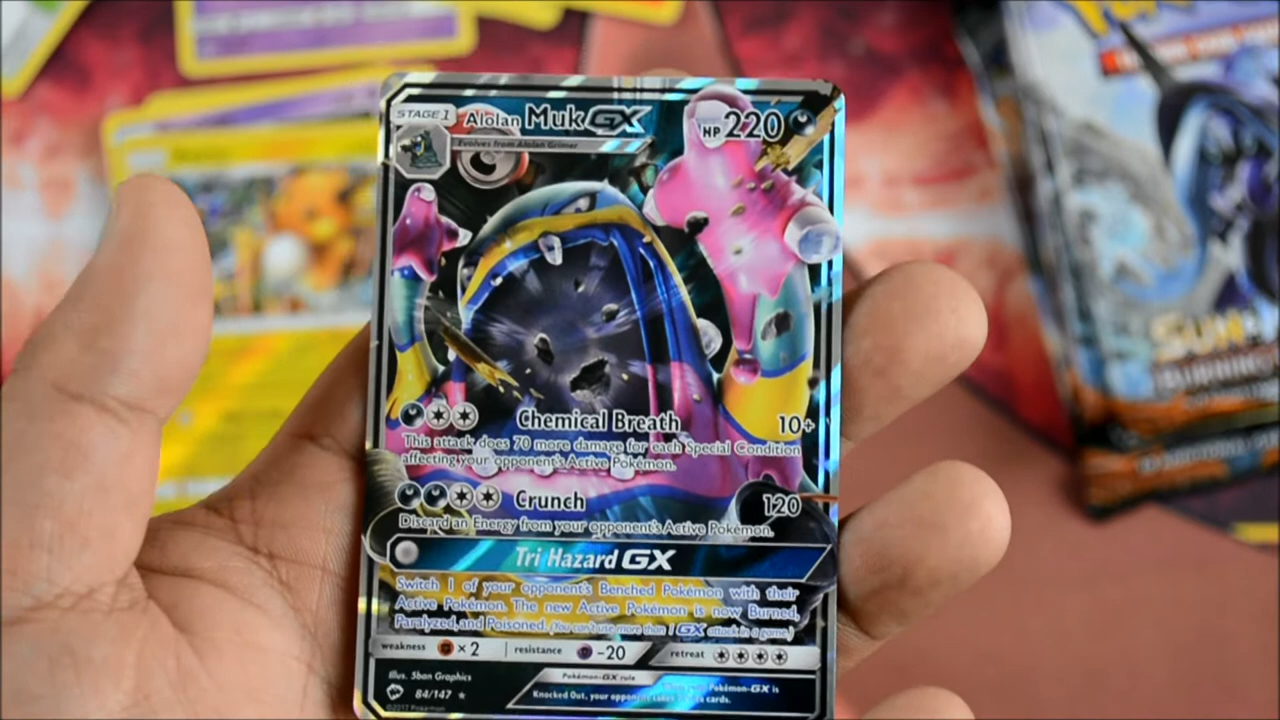 STAGE 1 Alolan Muk GX HP 220
Evolves from Alolan Grimer
Chemical Breath 10+
This attack does 70 more damage for each Special Condition
affecting your opponent's Active Pokémon.
Crunch 120
Discard an Energy from your opponent's Active Pokémon.
Tri Hazard GX
Switch 1 of your opponent's Benched Pokémon with their
Active Pokémon. The new Active Pokémon is now Burned,
Paralyzed, and Poisoned. (You can't use more than 1 GX attack in a game.)
weakness ×2 resistance -20 retreat
Illus. 5ban Graphics
Pokémon-GX rule
Pokémon-GX is
Knocked Out, your opponent takes cards.
84/147
©2017 Pokémon
SUN
BURNING